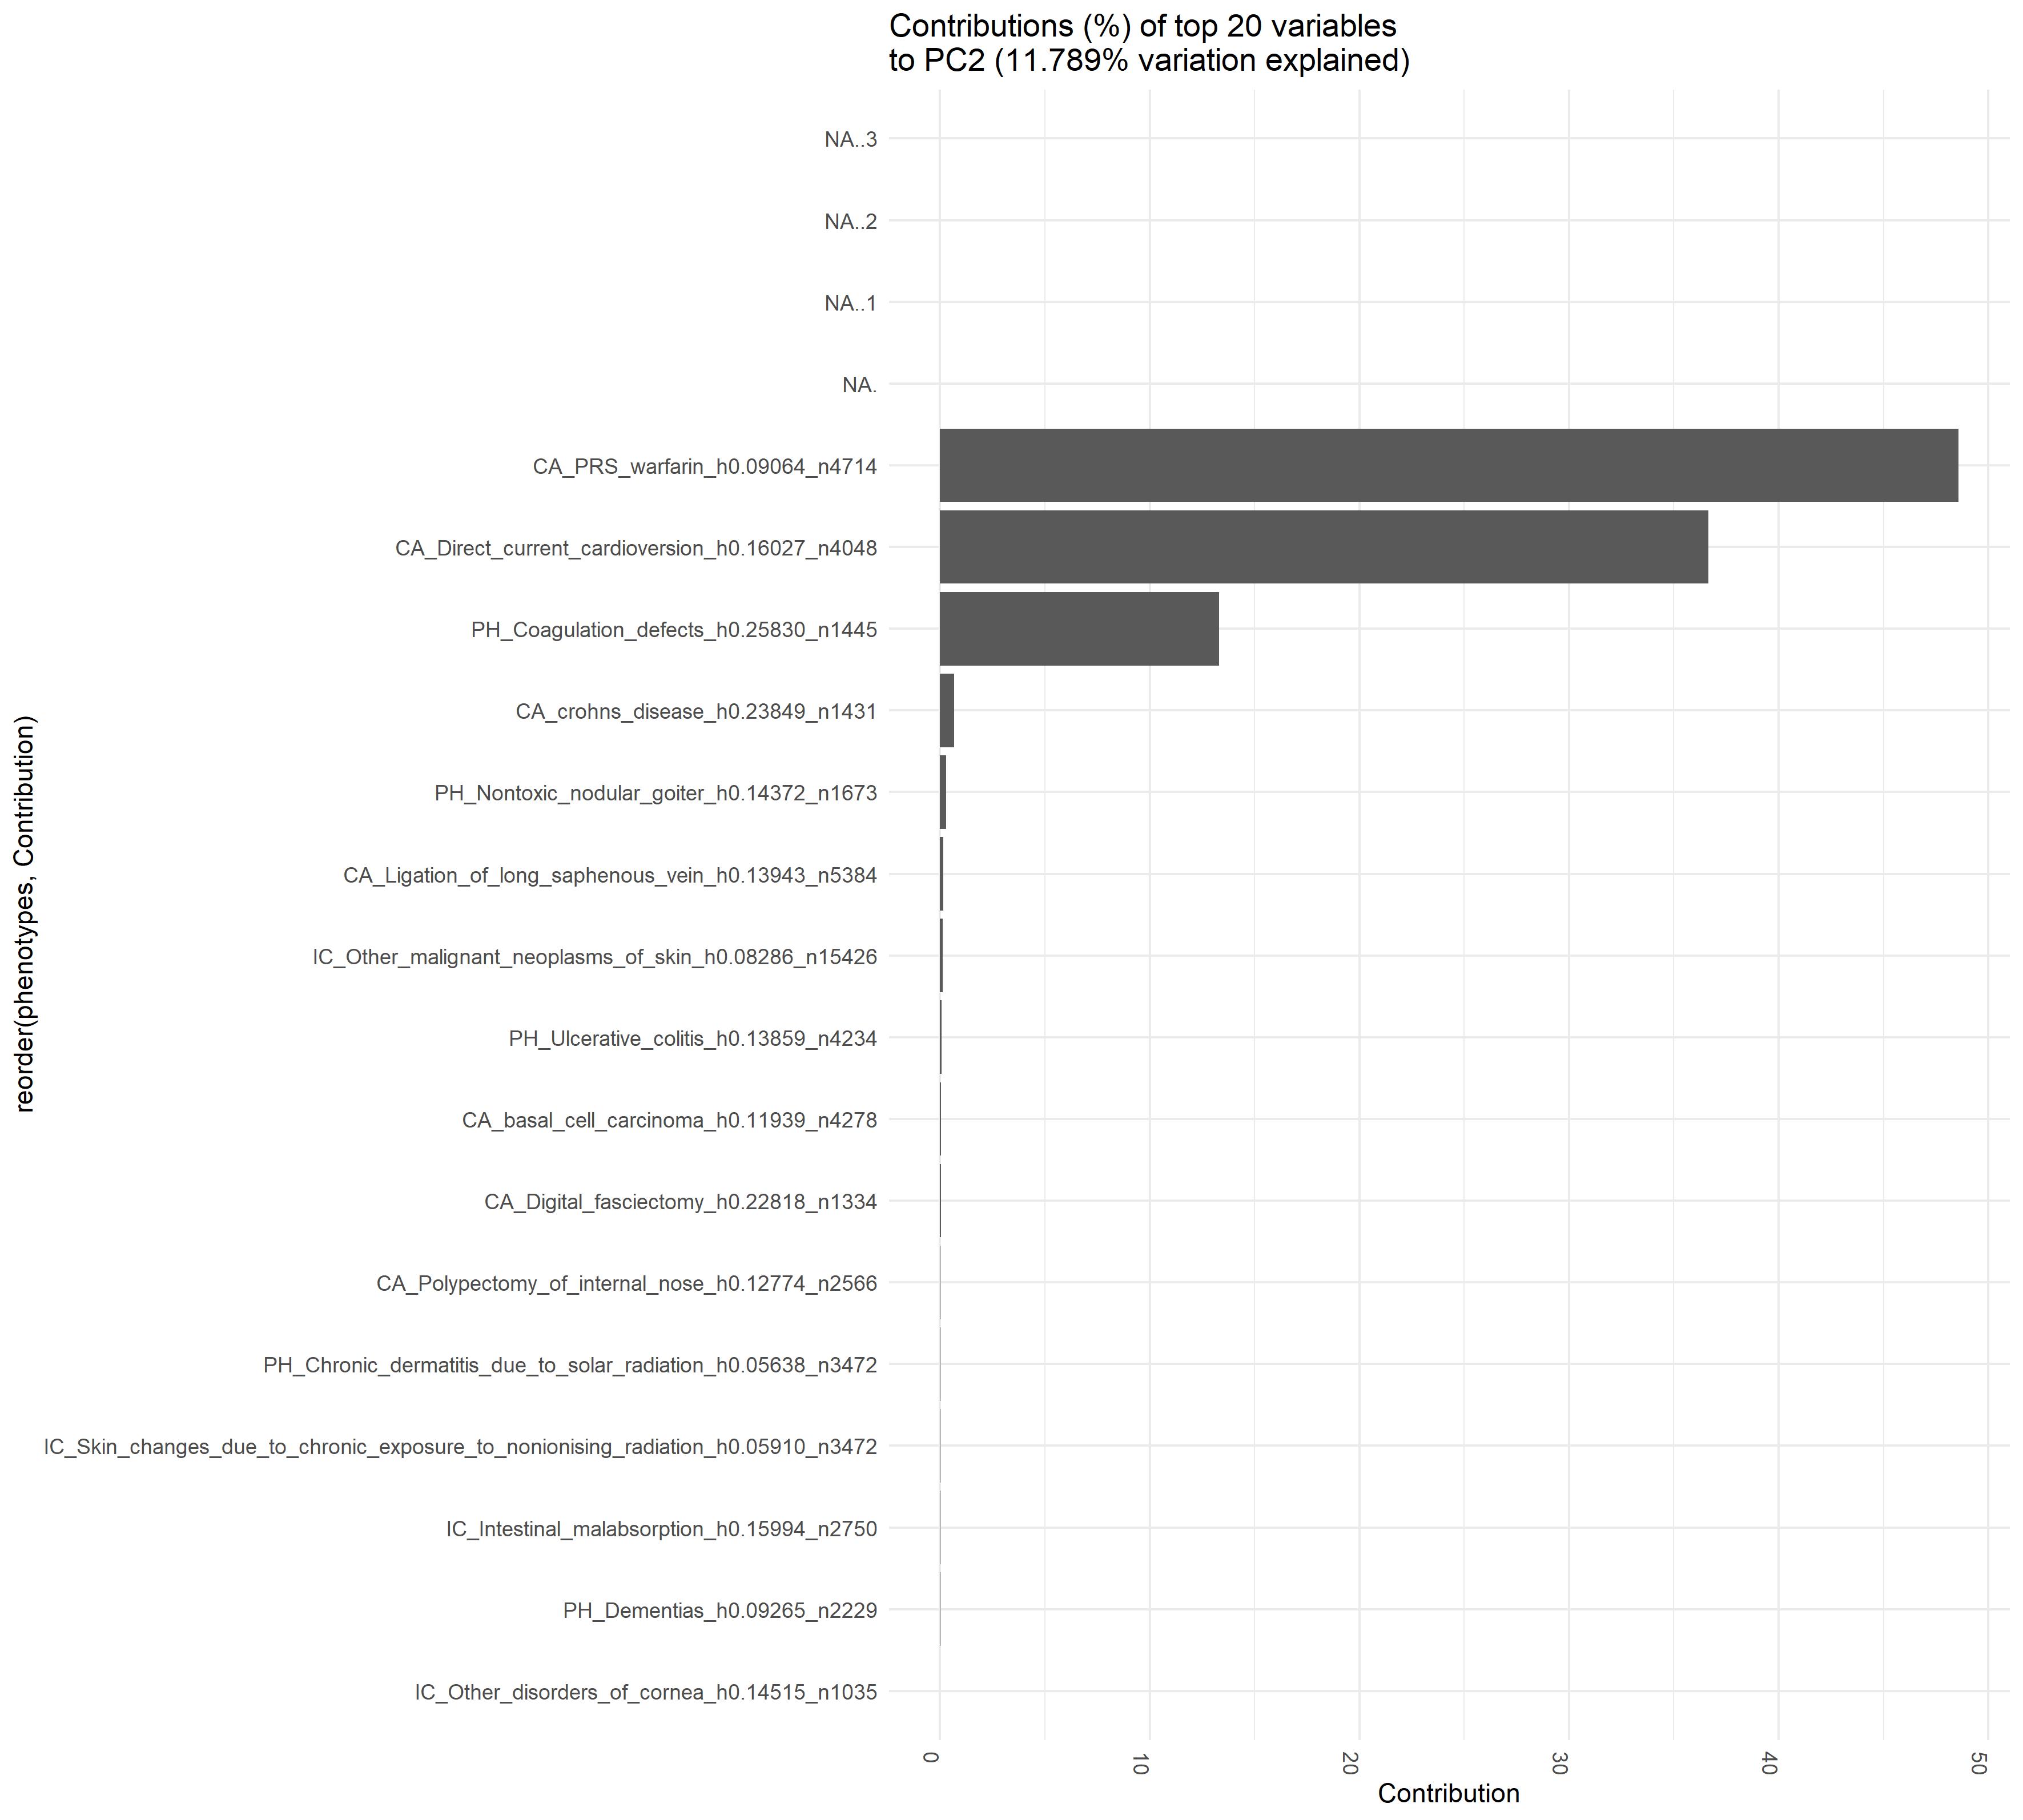 Contributions (%) of top 20 variables
to PC2 (11.789% variation explained)
NA..3
NA..2
NA..1
NA.
CA_PRS_warfarin_h0.09064_n4714
CA_Direct_current_cardioversion_h0.16027_n4048
PH_Coagulation_defects_h0.25830_n1445
CA_crohns_disease_h0.23849_n1431
PH_Nontoxic_nodular_goiter_h0.14372_n1673
CA_Ligation_of_long_saphenous_vein_h0.13943_n5384
IC_Other_malignant_neoplasms_of_skin_h0.08286_n15426
PH_Ulcerative_colitis_h0.13859_n4234
CA_basal_cell_carcinoma_h0.11939_n4278
CA_Digital_fasciectomy_h0.22818_n1334
CA_Polypectomy_of_internal_nose_h0.12774_n2566
PH_Chronic_dermatitis_due_to_solar_radiation_h0.05638_n3472
IC_Skin_changes_due_to_chronic_exposure_to_nonionising_radiation_h0.05910_n3472
IC_Intestinal_malabsorption_h0.15994_n2750
PH_Dementias_h0.09265_n2229
IC_Other_disorders_of_cornea_h0.14515_n1035
reorder(phenotypes, Contribution)
0
10
20
30
40
50
Contribution